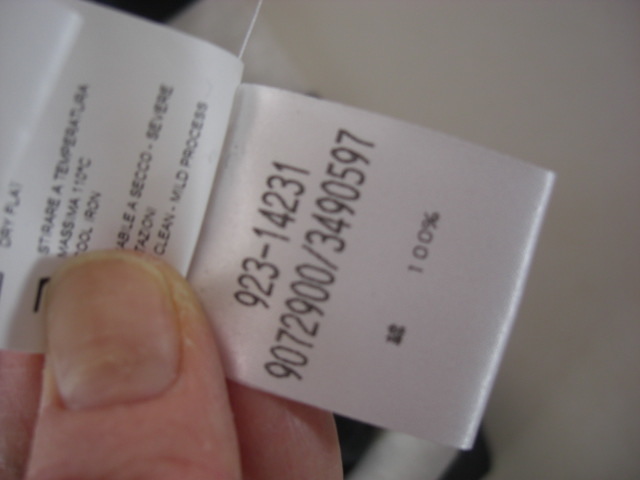 DRY FLAT
STIRARE A TEMPERATURA
MASSIMA 110°C
COOL IRON
ABILE A SECCO - SEVERE
TAZIONI
CLEAN - MILD PROCESS
923-14231
9072900/3490597
100%